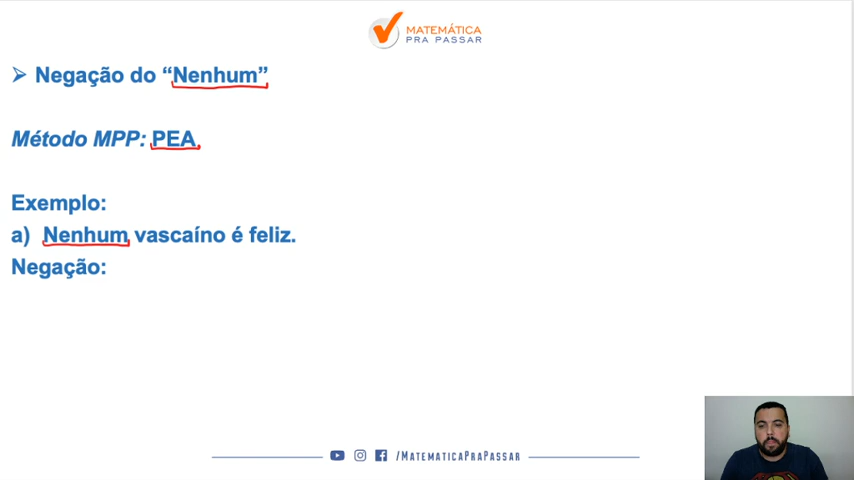 MATEMÁTICA
PRA PASSAR
➤ Negação do “Nenhum”
Método MPP: PEA
Exemplo:
a) Nenhum vascaíno é feliz.
Negação:
/MATEMATICAPRAPASSAR